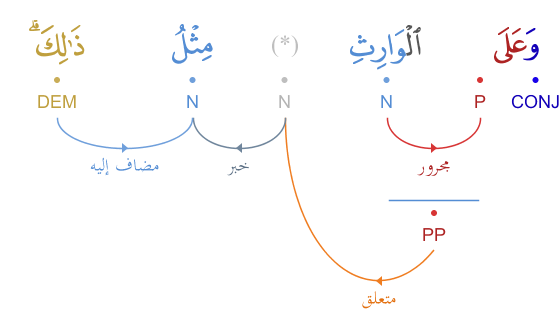 وَعَلَى ٱلْوَارِثِ (*) مِثْلُ ذَٰلِكَ ۗ
CONJ P N N N DEM
مجرور خبر مضاف إليه
PP
متعلق